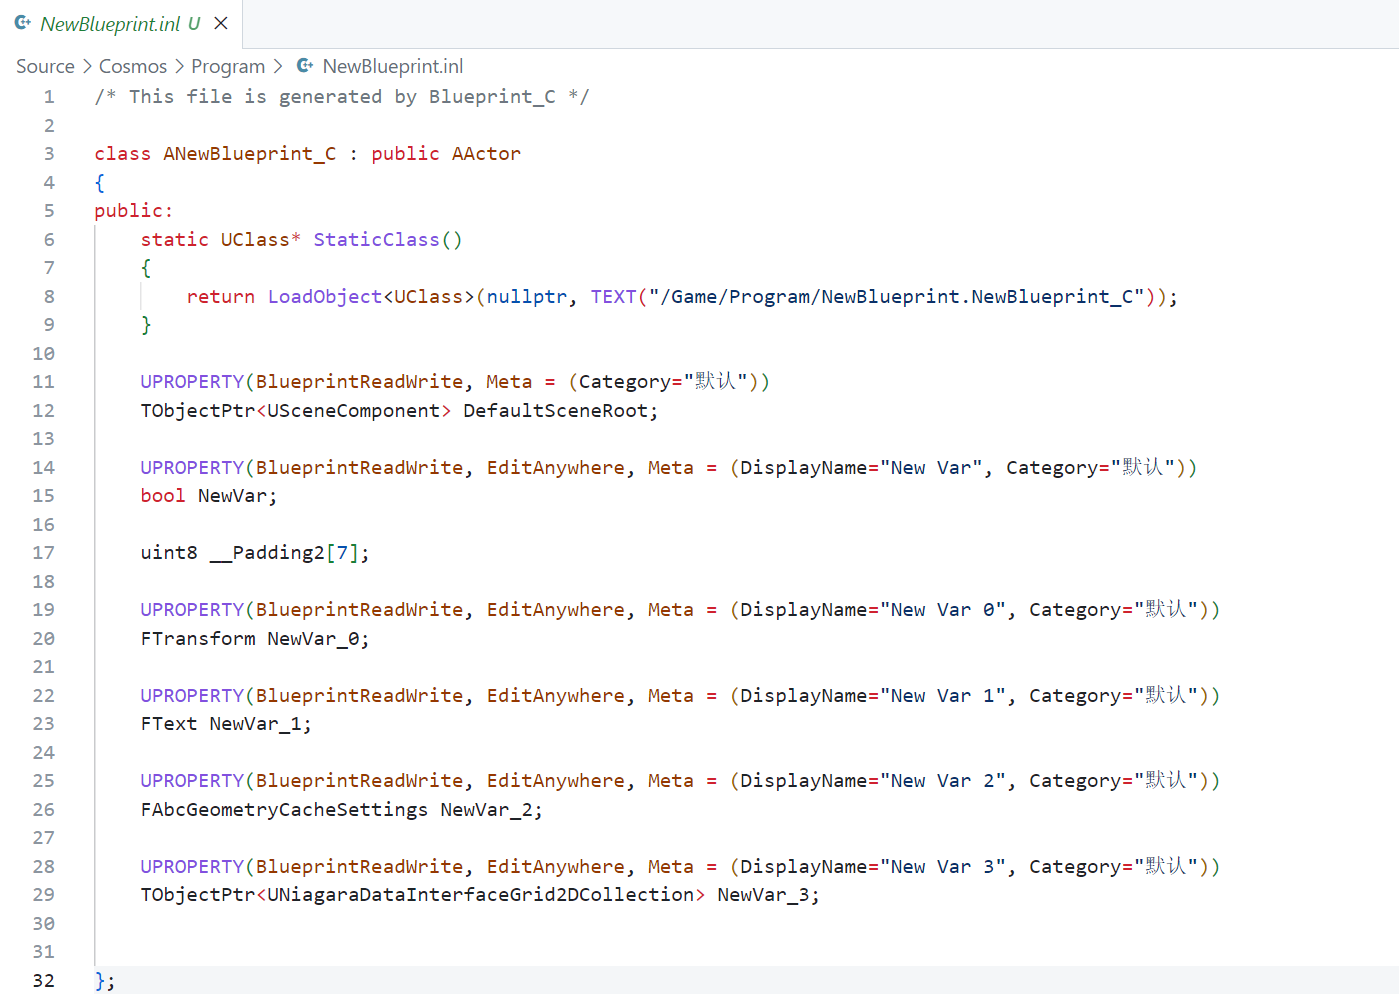 NewBlueprint.inl U
Source > Cosmos > Program > NewBlueprint.inl
1 /* This file is generated by Blueprint_C */
2
3 class ANewBlueprint_C : public AActor
4 {
5 public:
6     static UClass* StaticClass()
7     {
8         return LoadObject<UClass>(nullptr, TEXT("/Game/Program/NewBlueprint.NewBlueprint_C"));
9     }
10
11     UPROPERTY(BlueprintReadWrite, Meta = (Category="默认"))
12     TObjectPtr<USceneComponent> DefaultSceneRoot;
13
14     UPROPERTY(BlueprintReadWrite, EditAnywhere, Meta = (DisplayName="New Var", Category="默认"))
15     bool NewVar;
16
17     uint8 __Padding2[7];
18
19     UPROPERTY(BlueprintReadWrite, EditAnywhere, Meta = (DisplayName="New Var 0", Category="默认"))
20     FTransform NewVar_0;
21
22     UPROPERTY(BlueprintReadWrite, EditAnywhere, Meta = (DisplayName="New Var 1", Category="默认"))
23     FText NewVar_1;
24
25     UPROPERTY(BlueprintReadWrite, EditAnywhere, Meta = (DisplayName="New Var 2", Category="默认"))
26     FAbcGeometryCacheSettings NewVar_2;
27
28     UPROPERTY(BlueprintReadWrite, EditAnywhere, Meta = (DisplayName="New Var 3", Category="默认"))
29     TObjectPtr<UNiagaraDataInterfaceGrid2DCollection> NewVar_3;
30
31
32 };